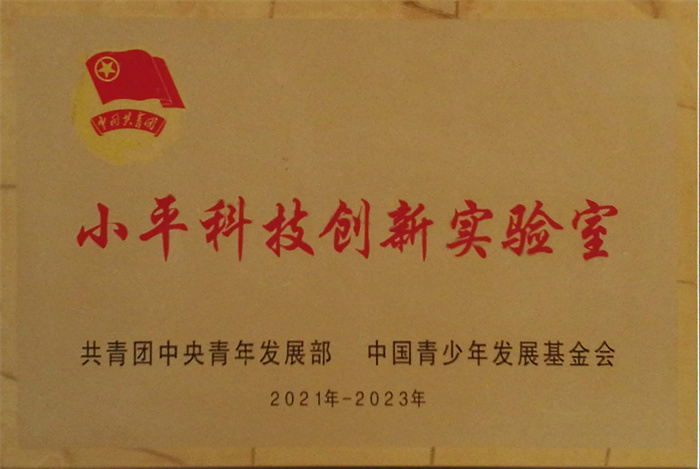 中国共青团
小平科技创新实验室
共青团中央青年发展部 中国青少年发展基金会
2021年-2023年